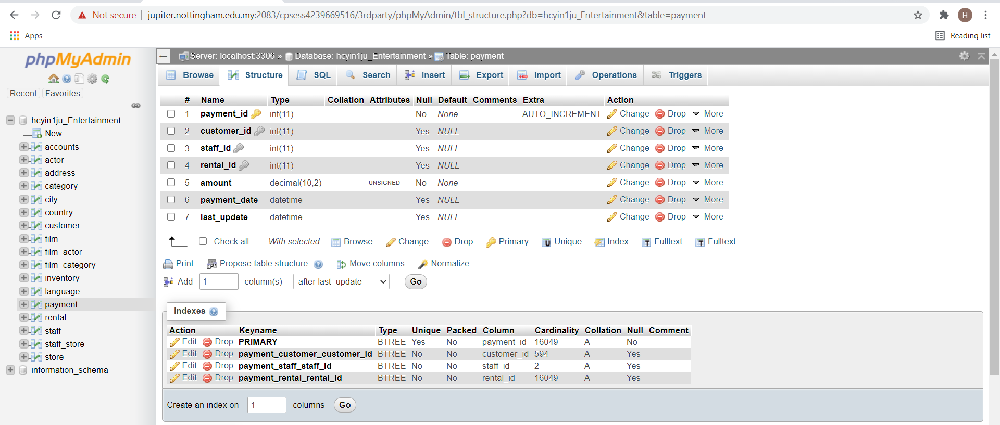 Not secure | jupiter.nottingham.edu.my:2083/cpsess4239669516/3rdparty/phpMyAdmin/tbl_structure.php?db=hcyin1ju_Entertainment&table=payment
H
Apps
Reading list
phpMyAdmin
Recent Favorites
hcyin1ju_Entertainment
New
accounts
actor
address
category
city
country
customer
film
film_actor
film_category
inventory
language
payment
rental
staff
staff_store
store
information_schema
Server: localhost:3306 » Database: hcyin1ju_Entertainment » Table: payment
Browse Structure SQL Search Insert Export Import Operations Triggers
# Name Type Collation Attributes Null Default Comments Extra Action
1 payment_id int(11) No None AUTO_INCREMENT Change Drop More
2 customer_id int(11) Yes NULL Change Drop More
3 staff_id int(11) Yes NULL Change Drop More
4 rental_id int(11) Yes NULL Change Drop More
5 amount decimal(10,2) UNSIGNED No None Change Drop More
6 payment_date datetime Yes NULL Change Drop More
7 last_update datetime Yes NULL Change Drop More
Check all With selected: Browse Change Drop Primary Unique Index Fulltext Fulltext
Print Propose table structure Move columns Normalize
Add 1 column(s) after last_update Go
Indexes
Action Keyname Type Unique Packed Column Cardinality Collation Null Comment
Edit Drop PRIMARY BTREE Yes No payment_id 16049 A No
Edit Drop payment_customer_customer_id BTREE No No customer_id 594 A Yes
Edit Drop payment_staff_staff_id BTREE No No staff_id 2 A Yes
Edit Drop payment_rental_rental_id BTREE No No rental_id 16049 A Yes
Create an index on 1 columns Go